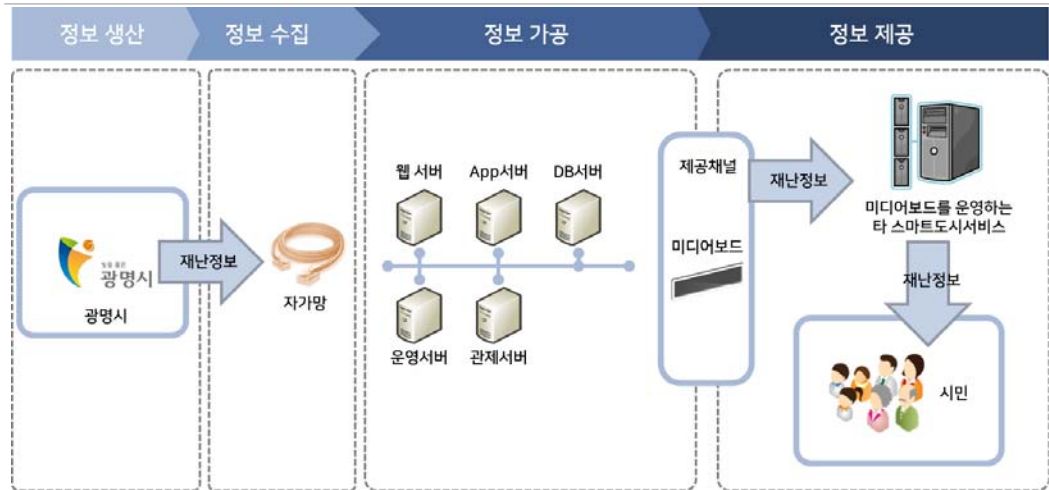 정보 생산
정보 수집
정보 가공
정보 제공
광명시
광명시
재난정보
자가망
웹 서버
App서버
DB서버
운영서버
관제서버
제공채널
미디어보드
재난정보
미디어보드를 운영하는
타 스마트도시서비스
재난정보
시민